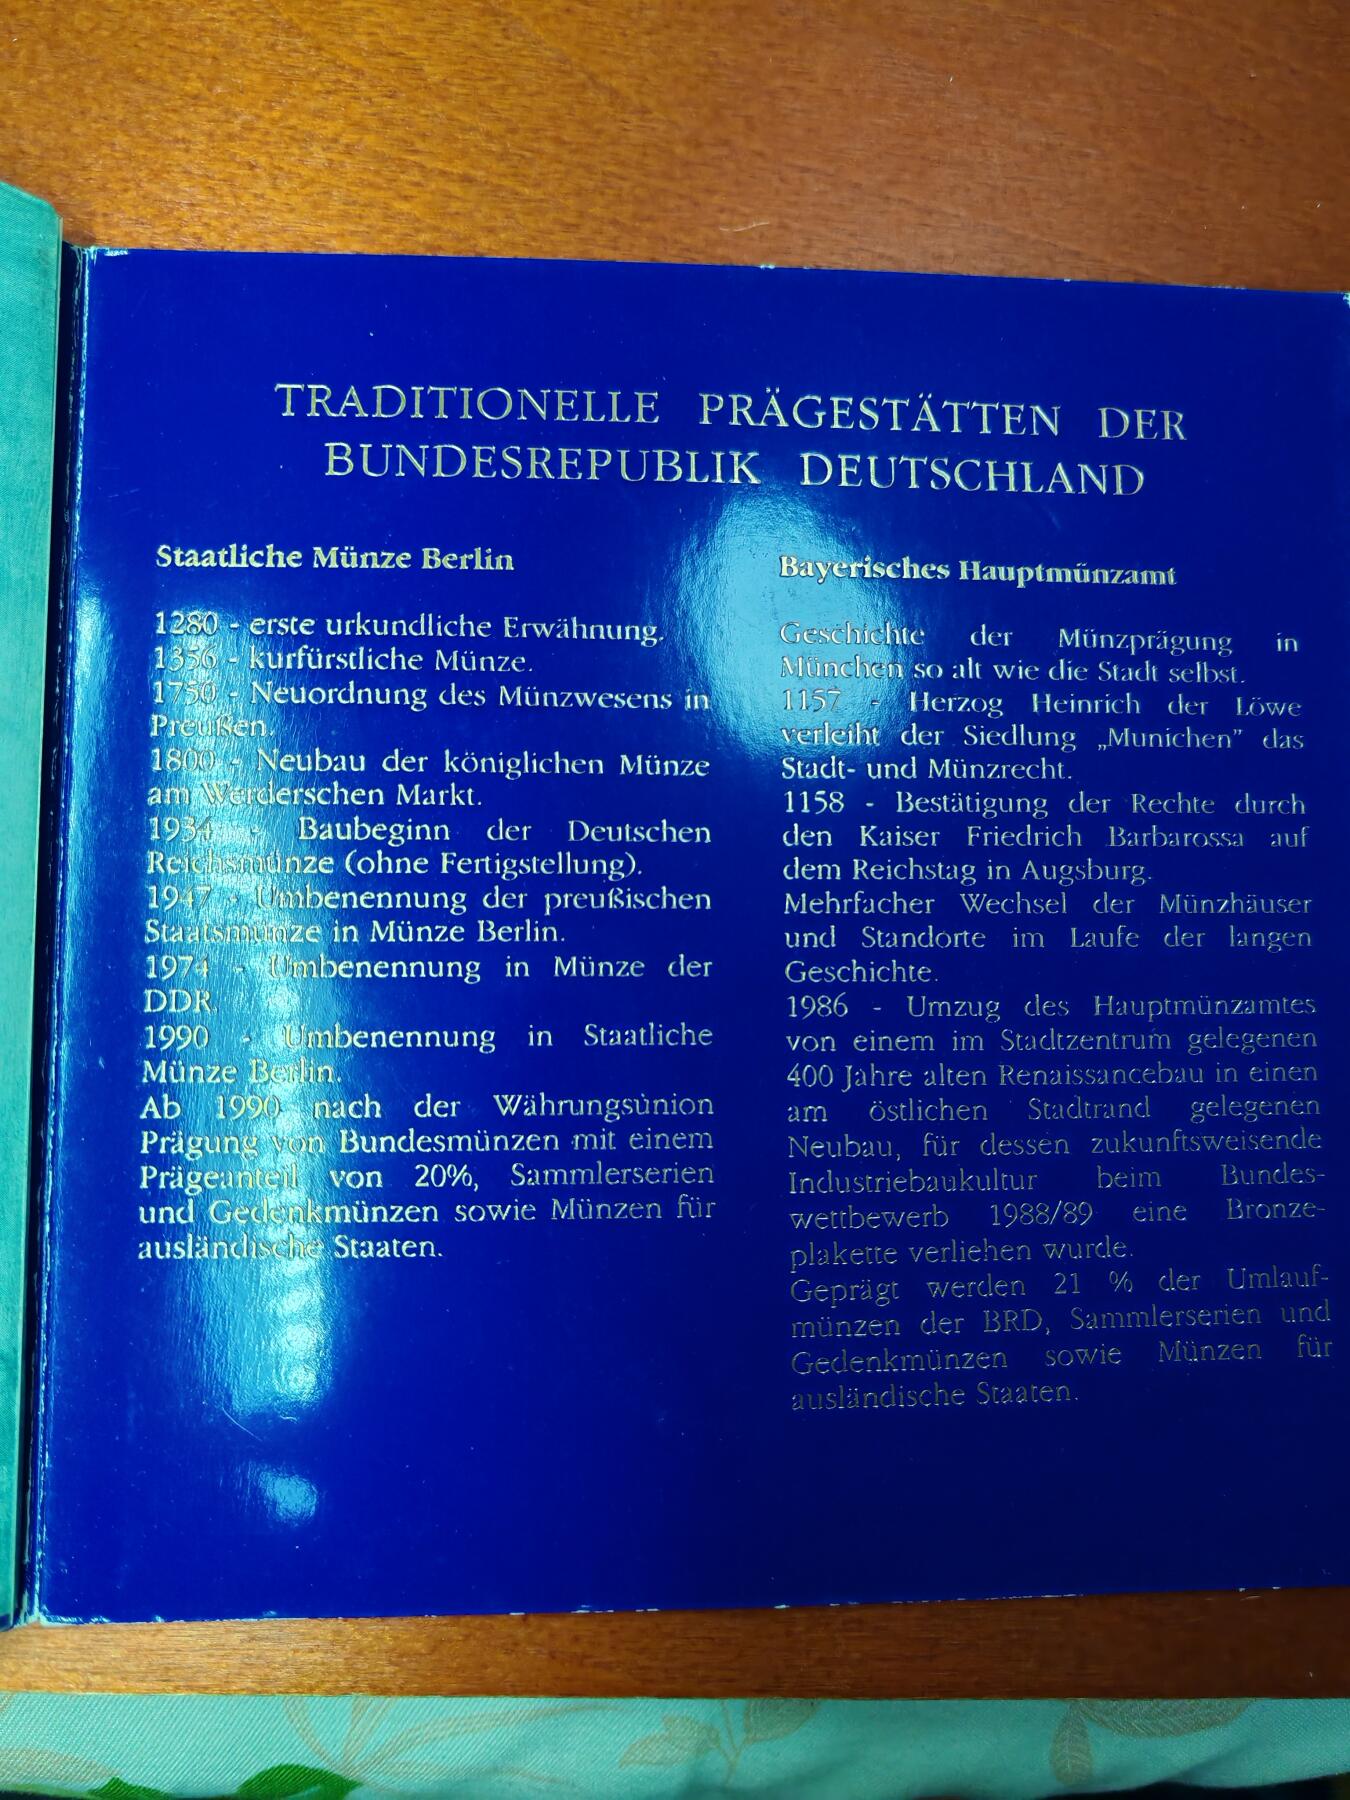 TRADITIONELLE PRÄGESTÄTTEN DER
BUNDESREPUBLIK DEUTSCHLAND
Staatliche Münze Berlin
1280 - erste urkundliche Erwähnung.
1356 - kurfürstliche Münze.
1750 - Neuordnung des Münzwesens in
Preußen.
1800 - Neubau der königlichen Münze
am Werderschen Markt.
1934 - Baubeginn der Deutschen
Reichsmünze (ohne Fertigstellung).
1947 - Umbenennung der preußischen
Staatsmünze in Münze Berlin.
1974 - Umbenennung in Münze der
DDR.
1990 - Umbenennung in Staatliche
Münze Berlin.
Ab 1990 nach der Währungsunion
Prägung von Bundesmünzen mit einem
Prägeanteil von 20%, Sammlerserien
und Gedenkmünzen sowie Münzen für
ausländische Staaten.
Bayerisches Hauptmünzamt
Geschichte der Münzprägung in
München so alt wie die Stadt selbst.
1157 - Herzog Heinrich der Löwe
verleiht der Siedlung „Munichen” das
Stadt- und Münzrecht.
1158 - Bestätigung der Rechte durch
den Kaiser Friedrich Barbarossa auf
dem Reichstag in Augsburg.
Mehrfacher Wechsel der Münzhäuser
und Standorte im Laufe der langen
Geschichte.
1986 - Umzug des Hauptmünzamtes
von einem im Stadtzentrum gelegenen
400 Jahre alten Renaissancebau in einen
am östlichen Stadtrand gelegenen
Neubau, für dessen zukunftsweisende
Industriebaukultur beim Bundes-
wettbewerb 1988/89 eine Bronze-
plakette verliehen wurde.
Geprägt werden 21 % der Umlauf-
münzen der BRD, Sammlerserien und
Gedenkmünzen sowie Münzen für
ausländische Staaten.